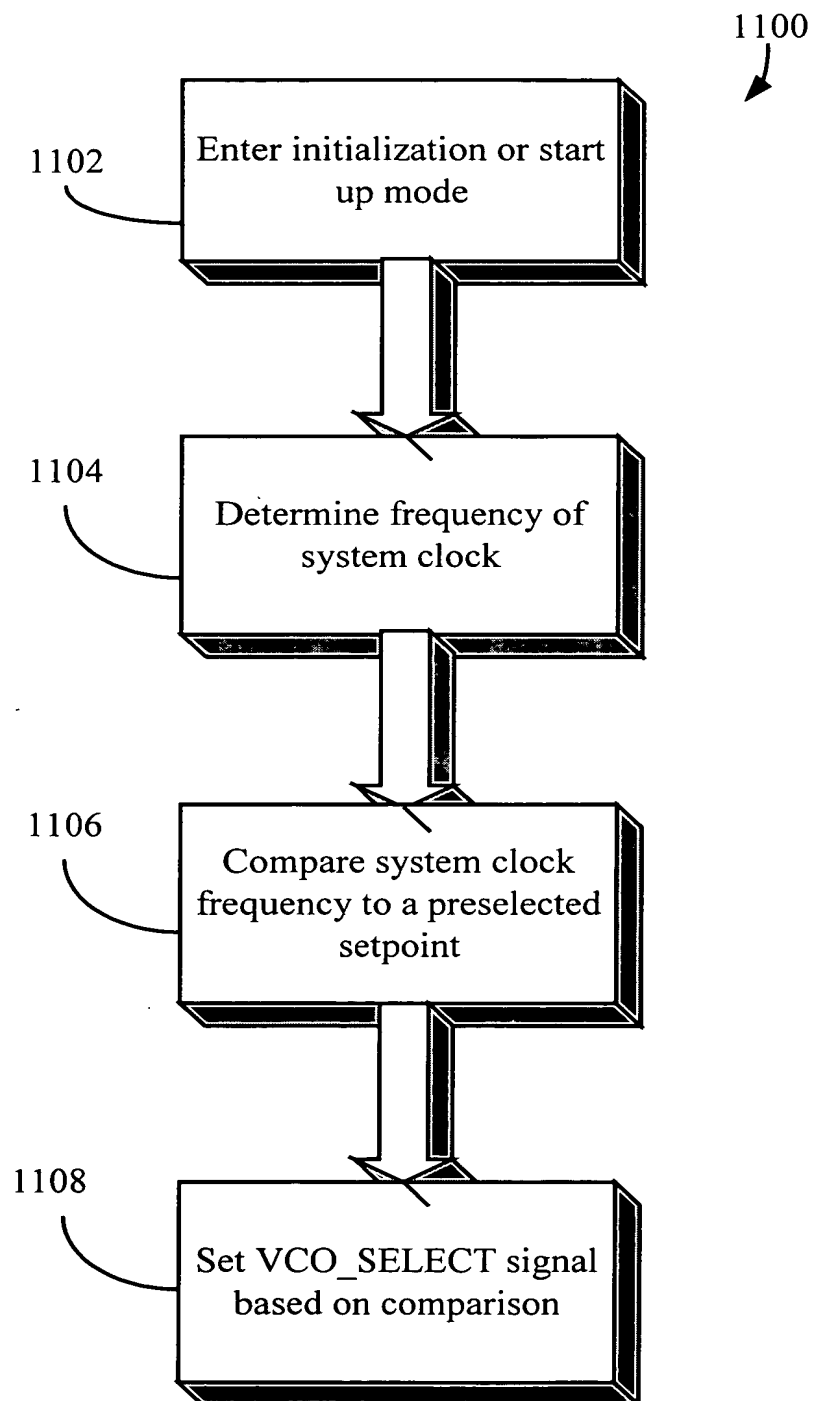 1100
1102
Enter initialization or start
up mode
1104
Determine frequency of
system clock
1106
Compare system clock
frequency to a preselected
setpoint
1108
Set VCO_SELECT signal
based on comparison